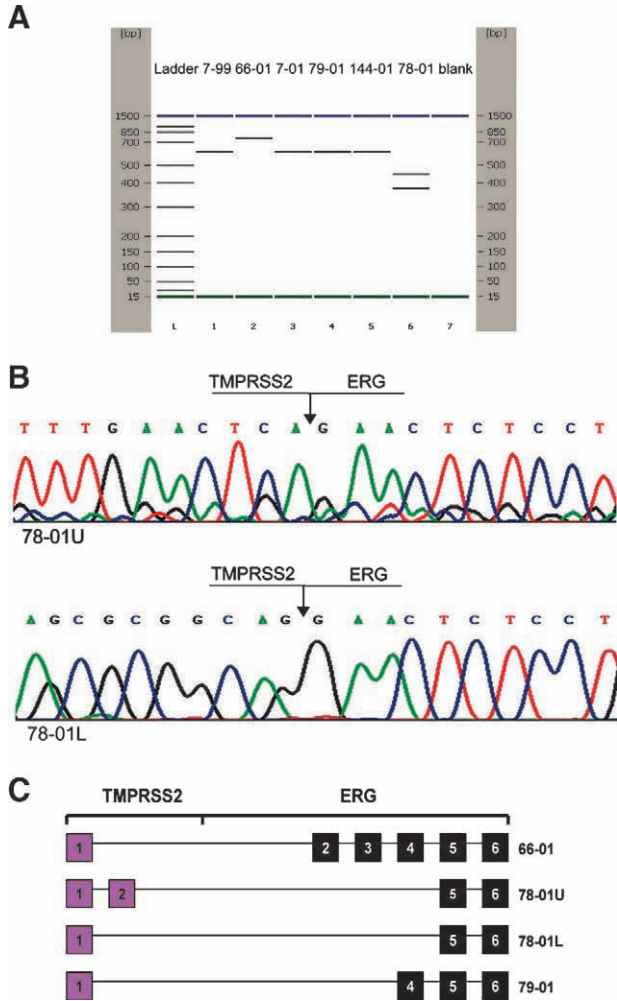 A
[bp] [bp]
Ladder 7-99 66-01 7-01 79-01 144-01 78-01 blank
1500 1500
850 850
700 700
500 500
400 400
300 300
200 200
150 150
100 100
50 50
15 15
L 1 2 3 4 5 6 7
B
TMPRSS2 ERG
T T T G A A C T C A G A A C T C T C C T
78-01U
TMPRSS2 ERG
A G C G C G G C A G G A A C T C T C C T
78-01L
C
TMPRSS2 ERG
1 2 3 4 5 6 66-01
1 2 5 6 78-01U
1 5 6 78-01L
1 4 5 6 79-01